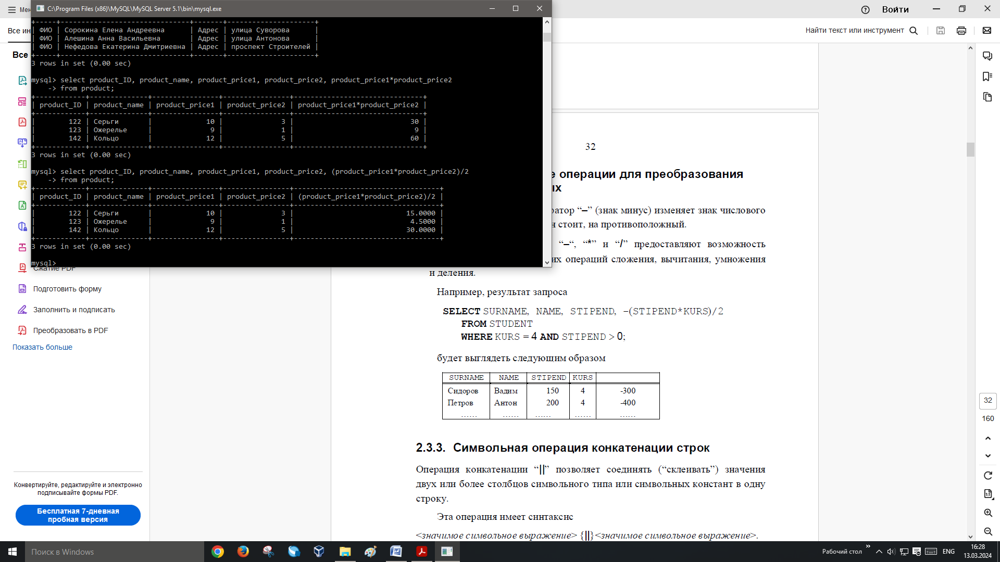 Мен
Войти
Все ин
Найти текст или инструмент
Все
C:\Program Files (x86)\MySQL\MySQL Server 5.1\bin\mysql.exe
+-----+-------------------------------+-------+---------------------+
| ФИО | Сорокина Елена Андреевна      | Адрес | улица Суворова      |
| ФИО | Алешина Анна Васильевна       | Адрес | улица Антонова      |
| ФИО | Нефедова Екатерина Дмитриевна | Адрес | проспект Строителей |
+-----+-------------------------------+-------+---------------------+
3 rows in set (0.00 sec)
mysql> select product_ID, product_name, product_price1, product_price2, product_price1*product_price2
    -> from product;
+------------+--------------+----------------+----------------+-------------------------------+
| product_ID | product_name | product_price1 | product_price2 | product_price1*product_price2 |
+------------+--------------+----------------+----------------+-------------------------------+
|        122 | Серьги       |             10 |              3 |                            30 |
|        123 | Ожерелье     |              9 |              1 |                             9 |
|        142 | Кольцо       |             12 |              5 |                            60 |
+------------+--------------+----------------+----------------+-------------------------------+
3 rows in set (0.00 sec)
mysql> select product_ID, product_name, product_price1, product_price2, (product_price1*product_price2)/2
    -> from product;
+------------+--------------+----------------+----------------+-----------------------------------+
| product_ID | product_name | product_price1 | product_price2 | (product_price1*product_price2)/2 |
+------------+--------------+----------------+----------------+-----------------------------------+
|        122 | Серьги       |             10 |              3 |                           15.0000 |
|        123 | Ожерелье     |              9 |              1 |                            4.5000 |
|        142 | Кольцо       |             12 |              5 |                           30.0000 |
+------------+--------------+----------------+----------------+-----------------------------------+
3 rows in set (0.00 sec)
mysql>
Сжатие PDF
Подготовить форму
Заполнить и подписать
Преобразовать в PDF
Показать больше
Конвертируйте, редактируйте и электронно
подписывайте формы PDF.
Бесплатная 7-дневная
пробная версия
32
е операции для преобразования
ых
ратор “–” (знак минус) изменяет знак числового
н стоит, на противоположный.
“–“, “*” и “/” предоставляют возможность
их операций сложения, вычитания, умножения
и деления.
Например, результат запроса
SELECT SURNAME, NAME, STIPEND, –(STIPEND*KURS)/2
FROM STUDENT
WHERE KURS = 4 AND STIPEND > 0;
будет выглядеть следующим образом
SURNAME NAME STIPEND KURS
Сидоров Вадим 150 4 -300
Петров Антон 200 4 -400
…… …… …… …… ……
2.3.3. Символьная операция конкатенации строк
Операция конкатенации “||” позволяет соединять (“склеивать”) значения
двух или более столбцов символьного типа или символьных констант в одну
строку.
Эта операция имеет синтаксис
<значимое символьное выражение> {||}<значимое символьное выражение>.
32
160
1:1
Поиск в Windows
Рабочий стол
ENG
16:28
13.03.2024